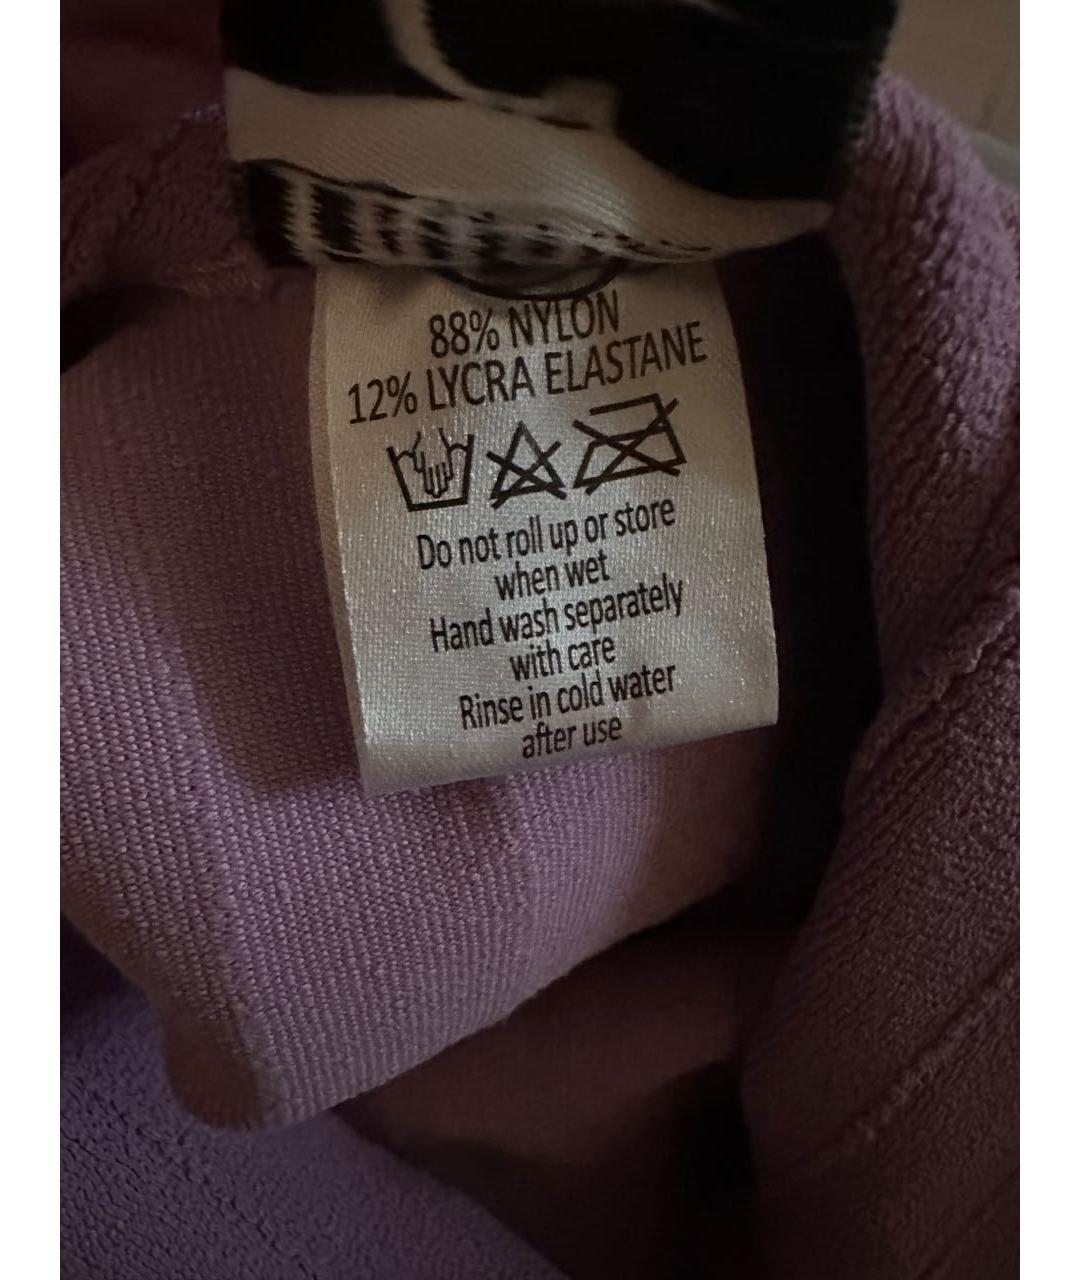 88% NYLON
12% LYCRA ELASTANE
Do not roll up or store
when wet
Hand wash separately
with care
Rinse in cold water
after use